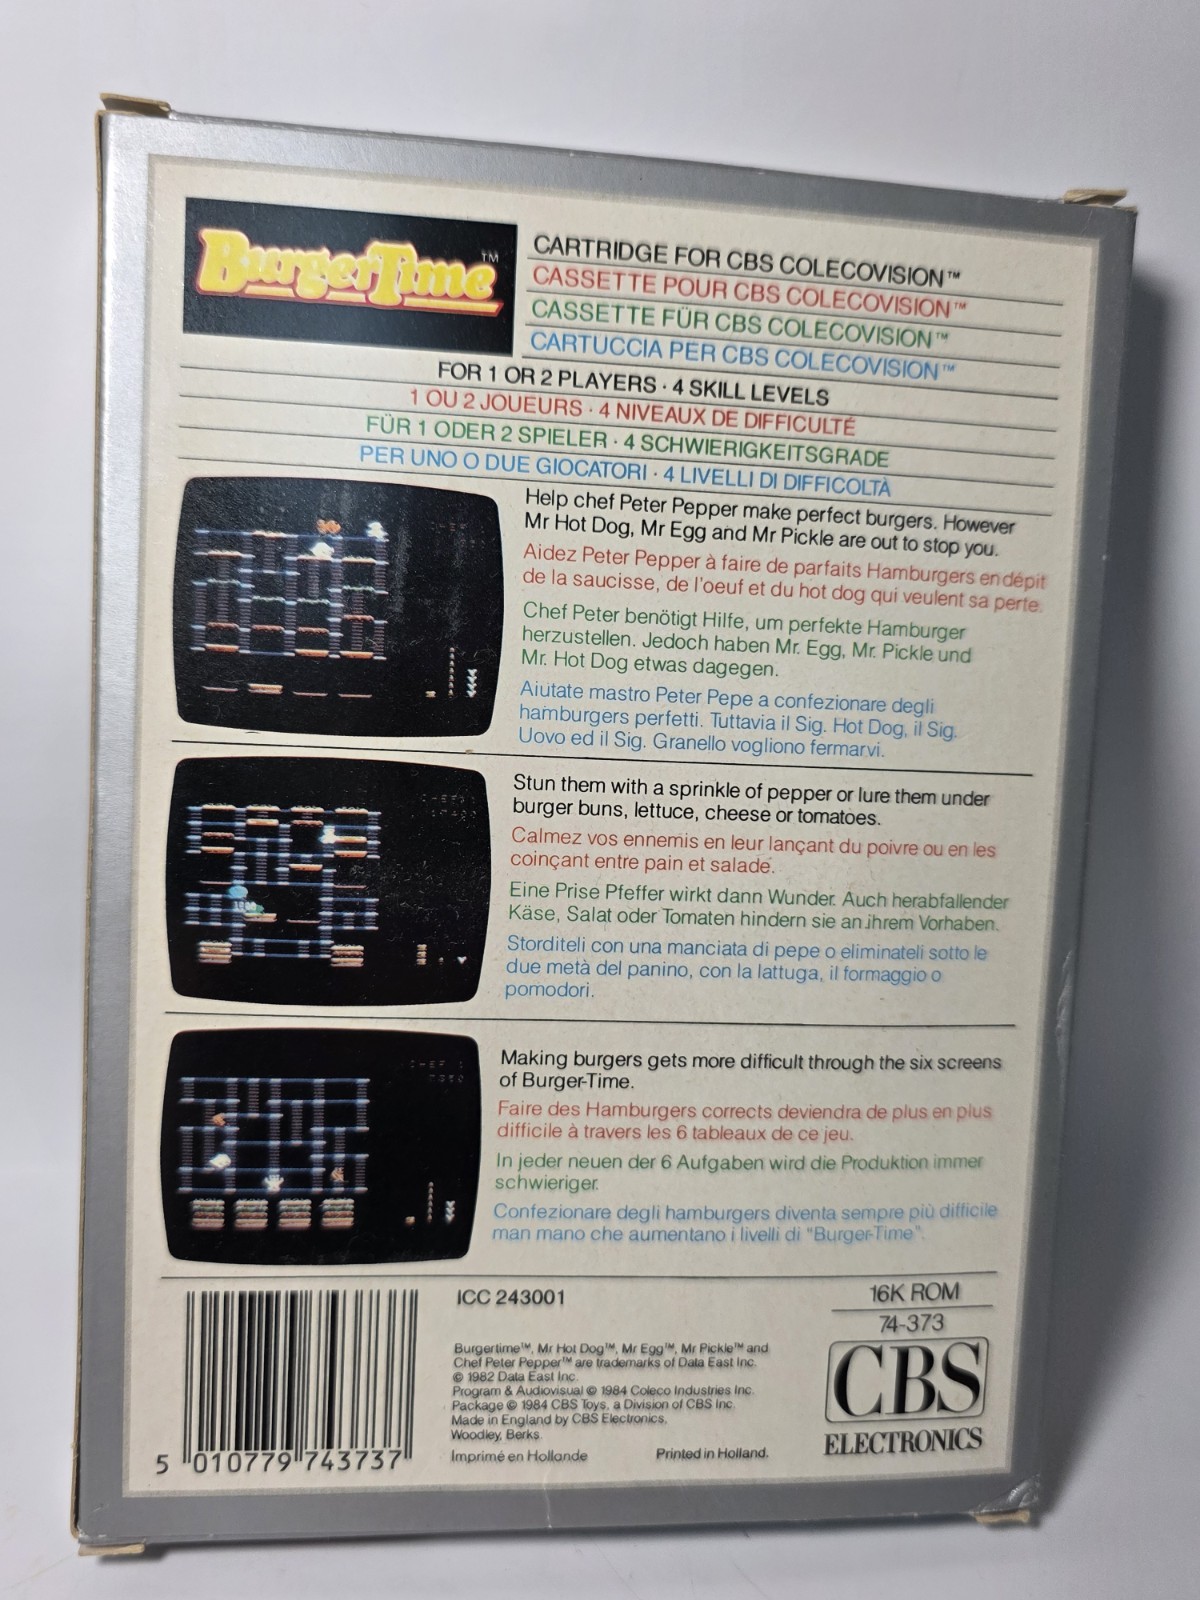 BurgerTime™
CARTRIDGE FOR CBS COLECOVISION™
CASSETTE POUR CBS COLECOVISION™
CASSETTE FÜR CBS COLECOVISION™
CARTUCCIA PER CBS COLECOVISION™
FOR 1 OR 2 PLAYERS · 4 SKILL LEVELS
1 OU 2 JOUEURS · 4 NIVEAUX DE DIFFICULTÉ
FÜR 1 ODER 2 SPIELER · 4 SCHWIERIGKEITSGRADE
PER UNO O DUE GIOCATORI · 4 LIVELLI DI DIFFICOLTÀ
Help chef Peter Pepper make perfect burgers. However
Mr Hot Dog, Mr Egg and Mr Pickle are out to stop you.
Aidez Peter Pepper à faire de parfaits Hamburgers en dépit
de la saucisse, de l'oeuf et du hot dog qui veulent sa perte.
Chef Peter benötigt Hilfe, um perfekte Hamburger
herzustellen. Jedoch haben Mr. Egg, Mr. Pickle und
Mr. Hot Dog etwas dagegen.
Aiutate mastro Peter Pepe a confezionare degli
hamburgers perfetti. Tuttavia il Sig. Hot Dog, il Sig.
Uovo ed il Sig. Granello vogliono fermarvi.
Stun them with a sprinkle of pepper or lure them under
burger buns, lettuce, cheese or tomatoes.
Calmez vos ennemis en leur lançant du poivre ou en les
coinçant entre pain et salade.
Eine Prise Pfeffer wirkt dann Wunder. Auch herabfallender
Käse, Salat oder Tomaten hindern sie an ihrem Vorhaben.
Storditeli con una manciata di pepe o eliminateli sotto le
due metà del panino, con la lattuga, il formaggio o
pomodori.
CHEF 1
Making burgers gets more difficult through the six screens
of Burger-Time.
Faire des Hamburgers corrects deviendra de plus en plus
difficile à travers les 6 tableaux de ce jeu.
In jeder neuen der 6 Aufgaben wird die Produktion immer
schwieriger.
Confezionare degli hamburgers diventa sempre più difficile
man mano che aumentano i livelli di "Burger-Time".
ICC 243001
Burgertime™, Mr Hot Dog™, Mr Egg™, Mr Pickle™ and
Chef Peter Pepper™ are trademarks of Data East Inc.
© 1982 Data East Inc.
Program & Audiovisual © 1984 Coleco Industries Inc.
Package © 1984 CBS Toys, a Division of CBS Inc.
Made in England by CBS Electronics,
Woodley, Berks.
Imprimé en Hollande Printed in Holland.
16K ROM
74-373
CBS
ELECTRONICS
5 010779 743737